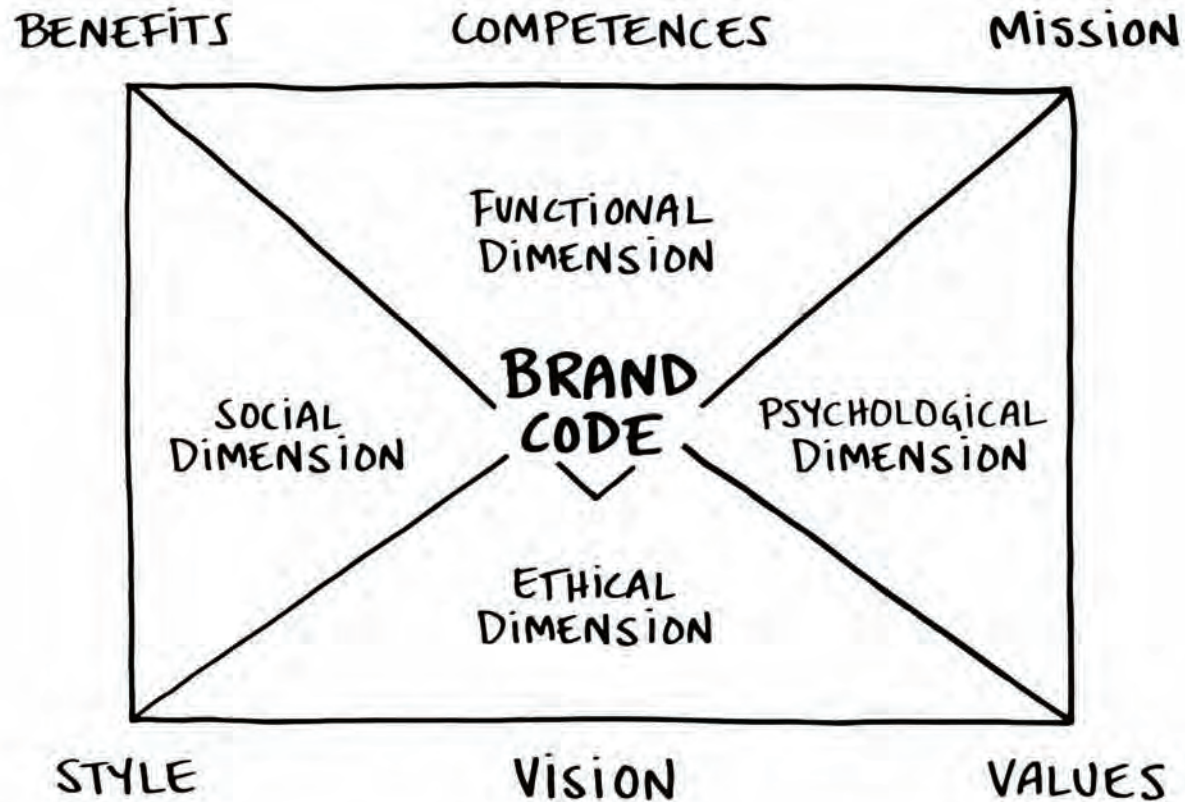 BENEFITS COMPETENCES MISSION
FUNCTIONAL
DIMENSION
BRAND
CODE
SOCIAL
DIMENSION
PSYCHOLOGICAL
DIMENSION
ETHICAL
DIMENSION
STYLE VISION VALUES